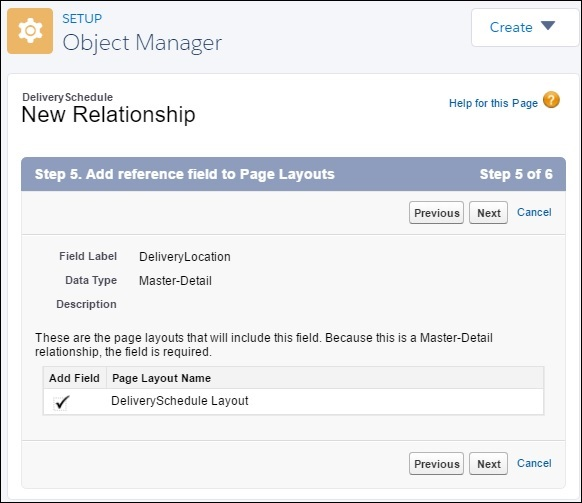 SETUP
Object Manager
Create
DeliverySchedule
New Relationship
Help for this Page ?
Step 5. Add reference field to Page Layouts Step 5 of 6
Previous Next Cancel
Field Label DeliveryLocation
Data Type Master-Detail
Description
These are the page layouts that will include this field. Because this is a Master-Detail
relationship, the field is required.
Add Field Page Layout Name
DeliverySchedule Layout
Previous Next Cancel